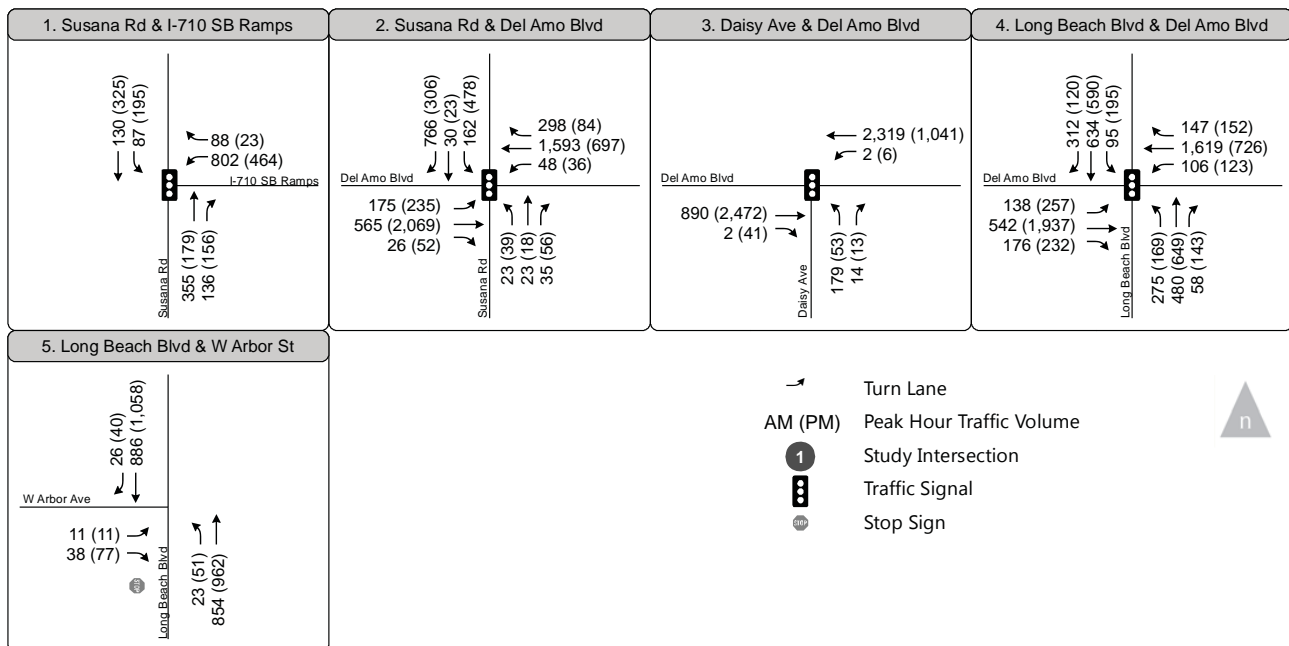 1. Susana Rd & I-710 SB Ramps
130 (325)
87 (195)
88 (23)
802 (464)
I-710 SB Ramps
355 (179)
136 (156)
Susana Rd
2. Susana Rd & Del Amo Blvd
766 (306)
30 (23)
162 (478)
298 (84)
1,593 (697)
48 (36)
Del Amo Blvd
175 (235)
565 (2,069)
26 (52)
23 (39)
23 (18)
35 (56)
Susana Rd
3. Daisy Ave & Del Amo Blvd
2,319 (1,041)
2 (6)
Del Amo Blvd
890 (2,472)
2 (41)
179 (53)
14 (13)
Daisy Ave
4. Long Beach Blvd & Del Amo Blvd
312 (120)
634 (590)
95 (195)
147 (152)
1,619 (726)
106 (123)
Del Amo Blvd
138 (257)
542 (1,937)
176 (232)
275 (169)
480 (649)
58 (143)
Long Beach Blvd
5. Long Beach Blvd & W Arbor St
26 (40)
886 (1,058)
W Arbor Ave
11 (11)
38 (77)
STOP
23 (51)
854 (962)
Long Beach Blvd
Turn Lane
AM (PM) Peak Hour Traffic Volume
1 Study Intersection
Traffic Signal
STOP Stop Sign
n